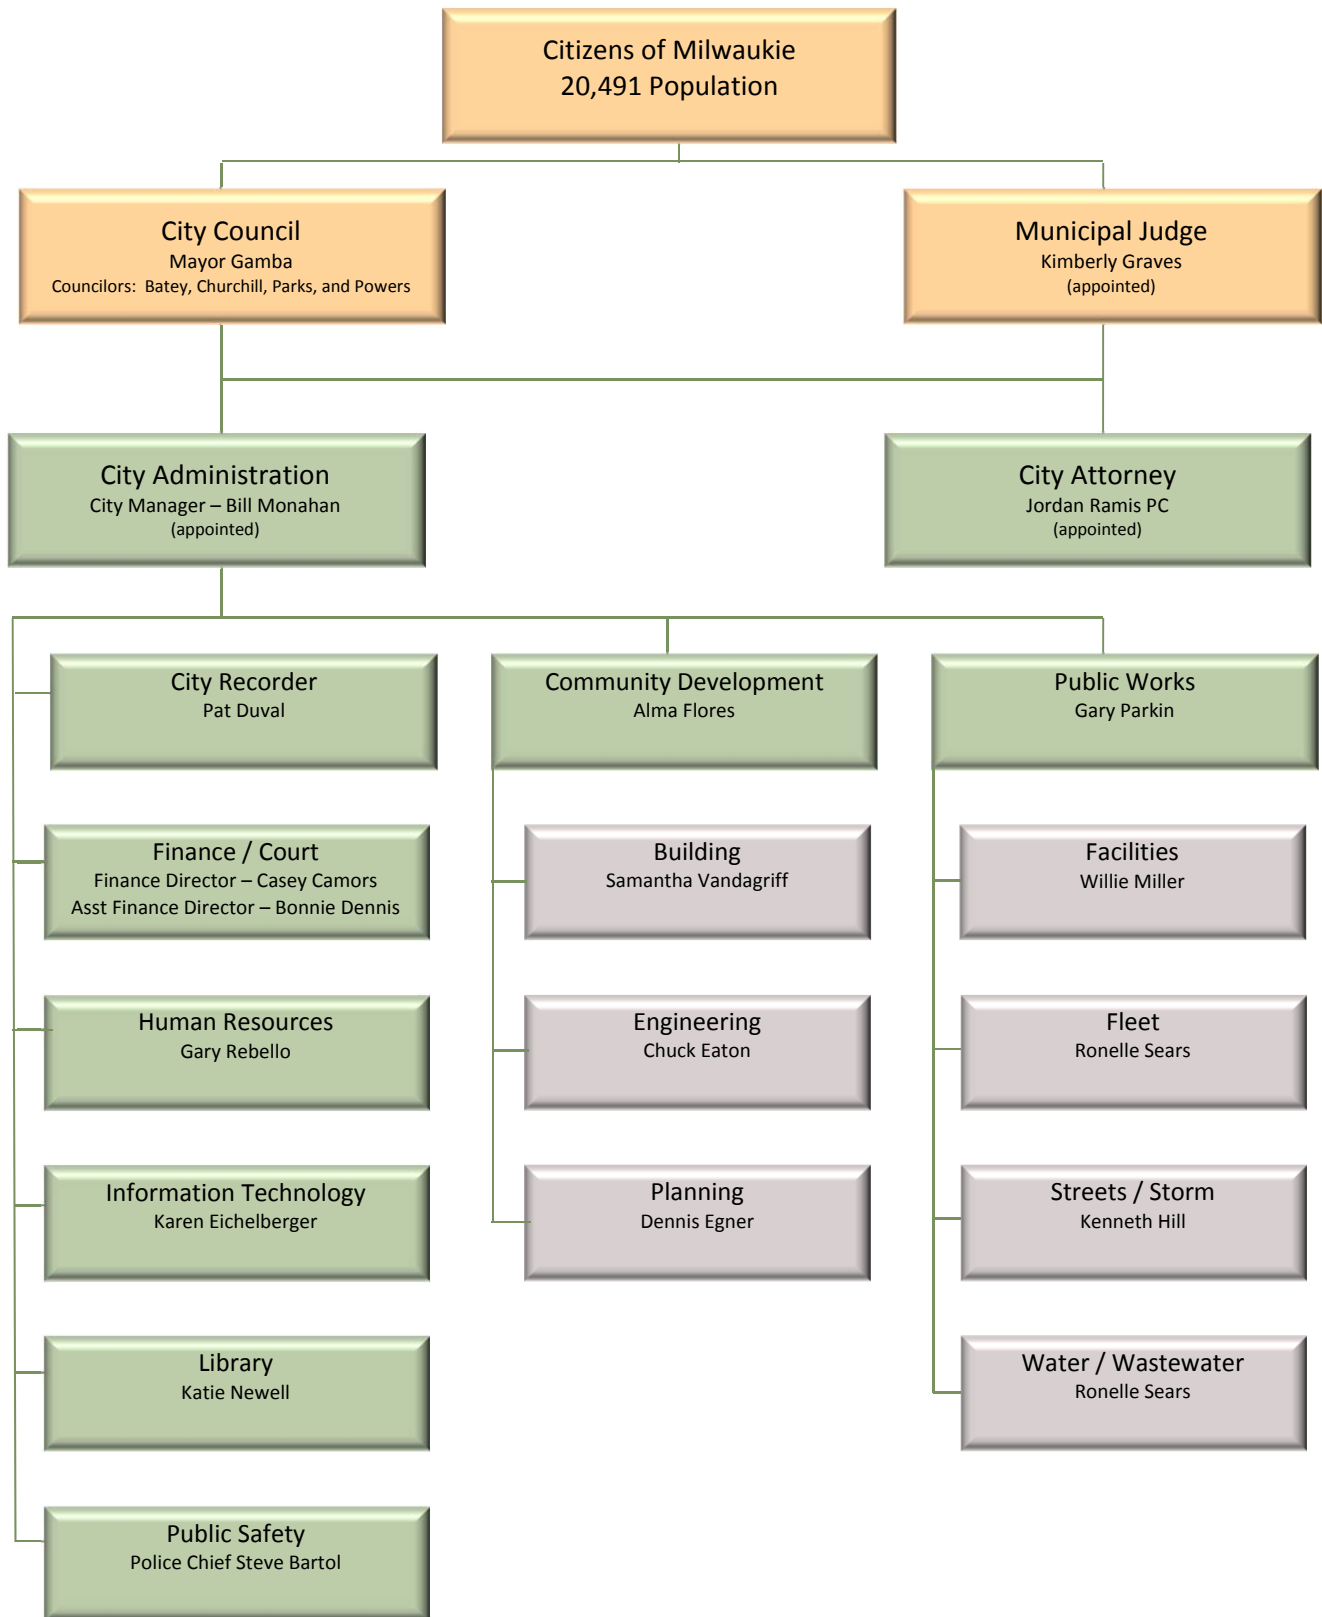 Citizens of Milwaukie
20,491 Population
City Council
Mayor Gamba
Councilors:  Batey, Churchill, Parks, and Powers
Municipal Judge
Kimberly Graves
(appointed)
City Administration
City Manager – Bill Monahan
(appointed)
City Attorney
Jordan Ramis PC
(appointed)
City Recorder
Pat Duval
Finance / Court
Finance Director – Casey Camors
Asst Finance Director – Bonnie Dennis
Human Resources
Gary Rebello
Information Technology
Karen Eichelberger
Library
Katie Newell
Public Safety
Police Chief Steve Bartol
Community Development
Alma Flores
Building
Samantha Vandagriff
Engineering
Chuck Eaton
Planning
Dennis Egner
Public Works
Gary Parkin
Facilities
Willie Miller
Fleet
Ronelle Sears
Streets / Storm
Kenneth Hill
Water / Wastewater
Ronelle Sears